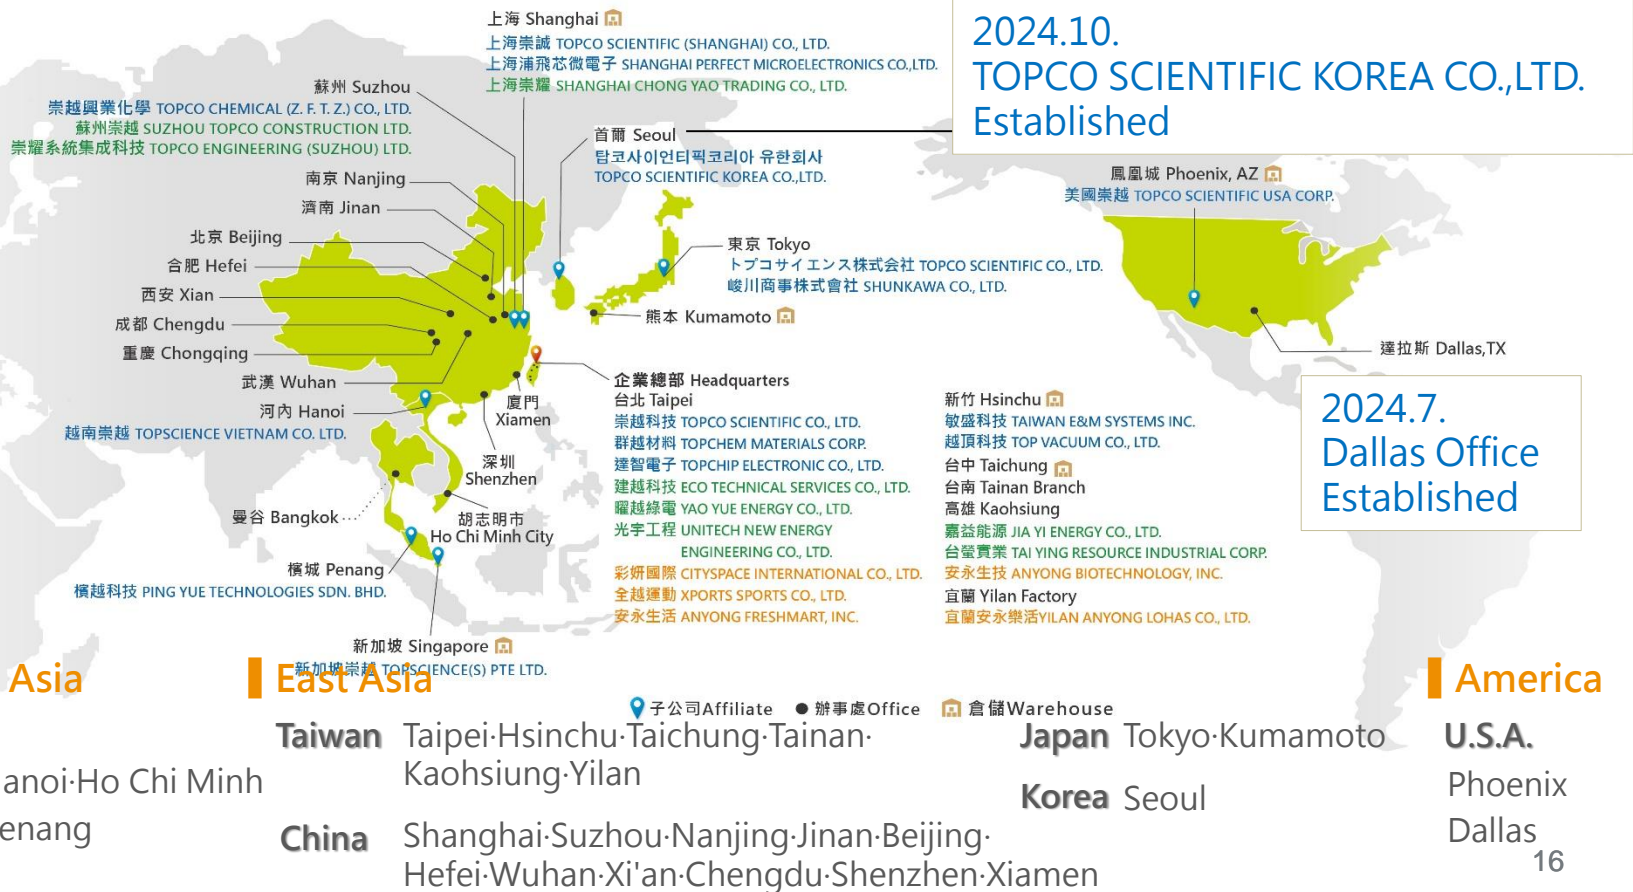 上海 Shanghai
上海崇誠 TOPCO SCIENTIFIC (SHANGHAI) CO., LTD.
上海浦飛芯微電子 SHANGHAI PERFECT MICROELECTRONICS CO.,LTD.
上海崇耀 SHANGHAI CHONG YAO TRADING CO., LTD.
2024.10.
TOPCO SCIENTIFIC KOREA CO.,LTD.
Established
蘇州 Suzhou
崇越興業化學 TOPCO CHEMICAL (Z. F. T. Z.) CO., LTD.
蘇州崇越 SUZHOU TOPCO CONSTRUCTION LTD.
崇耀系統集成科技 TOPCO ENGINEERING (SUZHOU) LTD.
首爾 Seoul
탑코사이언티픽코리아 유한회사
TOPCO SCIENTIFIC KOREA CO.,LTD.
鳳凰城 Phoenix, AZ
美國崇越 TOPCO SCIENTIFIC USA CORP.
南京 Nanjing
濟南 Jinan
北京 Beijing
合肥 Hefei
西安 Xian
成都 Chengdu
重慶 Chongqing
武漢 Wuhan
河內 Hanoi
越南崇越 TOPSCIENCE VIETNAM CO. LTD.
東京 Tokyo
トプコサイエンス株式会社 TOPCO SCIENTIFIC CO., LTD.
峻川商事株式會社 SHUNKAWA CO., LTD.
熊本 Kumamoto
達拉斯 Dallas,TX
2024.7.
Dallas Office
Established
廈門
Xiamen
深圳
Shenzhen
曼谷 Bangkok
胡志明市
Ho Chi Minh City
檳城 Penang
檳越科技 PING YUE TECHNOLOGIES SDN. BHD.
新加坡 Singapore
新加坡崇越 TOPSCIENCE(S) PTE LTD.
企業總部 Headquarters
台北 Taipei
崇越科技 TOPCO SCIENTIFIC CO., LTD.
群越材料 TOPCHEM MATERIALS CORP.
達智電子 TOPCHIP ELECTRONIC CO., LTD.
建越科技 ECO TECHNICAL SERVICES CO., LTD.
曜越綠電 YAO YUE ENERGY CO., LTD.
光宇工程 UNITECH NEW ENERGY
ENGINEERING CO., LTD.
彩妍國際 CITYSPACE INTERNATIONAL CO., LTD.
全越運動 XPORTS SPORTS CO., LTD.
安永生活 ANYONG FRESHMART, INC.
新竹 Hsinchu
敏盛科技 TAIWAN E&M SYSTEMS INC.
越頂科技 TOP VACUUM CO., LTD.
台中 Taichung
台南 Tainan Branch
高雄 Kaohsiung
嘉益能源 JIA YI ENERGY CO., LTD.
台螢實業 TAI YING RESOURCE INDUSTRIAL CORP.
安永生技 ANYONG BIOTECHNOLOGY, INC.
宜蘭 Yilan Factory
宜蘭安永樂活YILAN ANYONG LOHAS CO., LTD.
子公司Affiliate
辦事處Office
倉儲Warehouse
Asia
anoi·Ho Chi Minh
enang
East Asia
Taiwan Taipei·Hsinchu·Taichung·Tainan·
Kaohsiung·Yilan
China Shanghai·Suzhou·Nanjing·Jinan·Beijing·
Hefei·Wuhan·Xi'an·Chengdu·Shenzhen·Xiamen
Japan Tokyo·Kumamoto
Korea Seoul
America
U.S.A.
Phoenix
Dallas
16